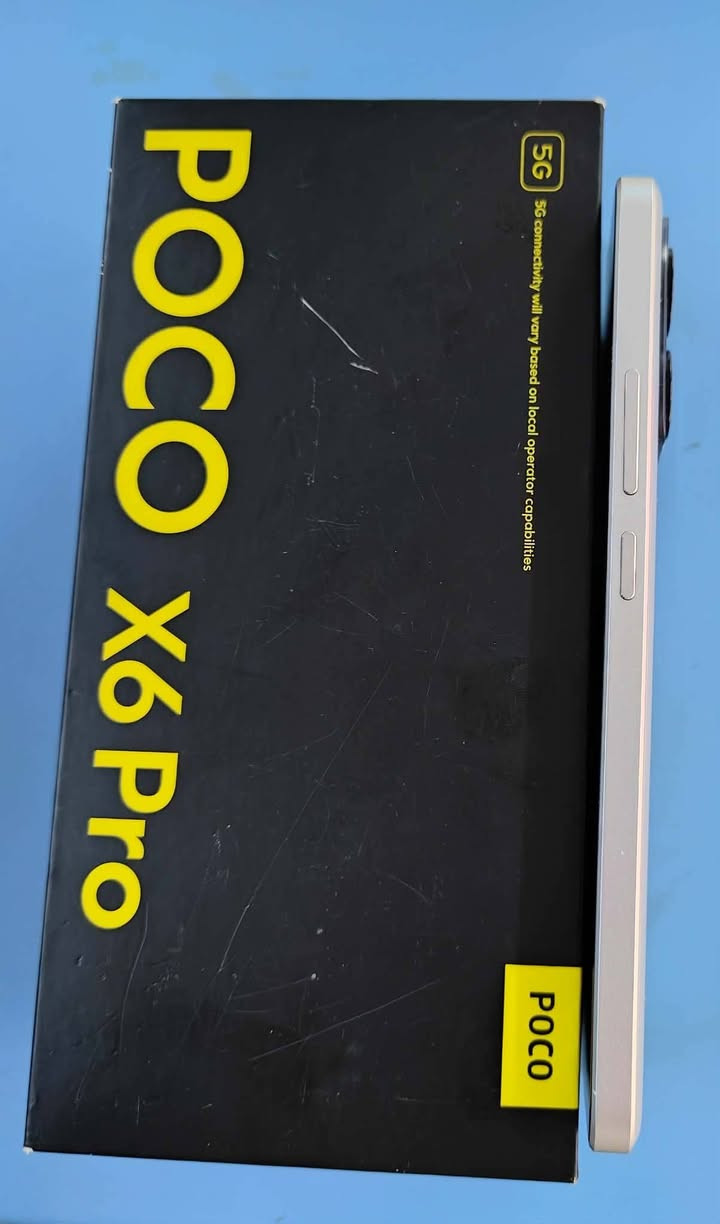 5G
5G connectivity will vary based on local operator capabilities
POCO
POCO X6 Pro